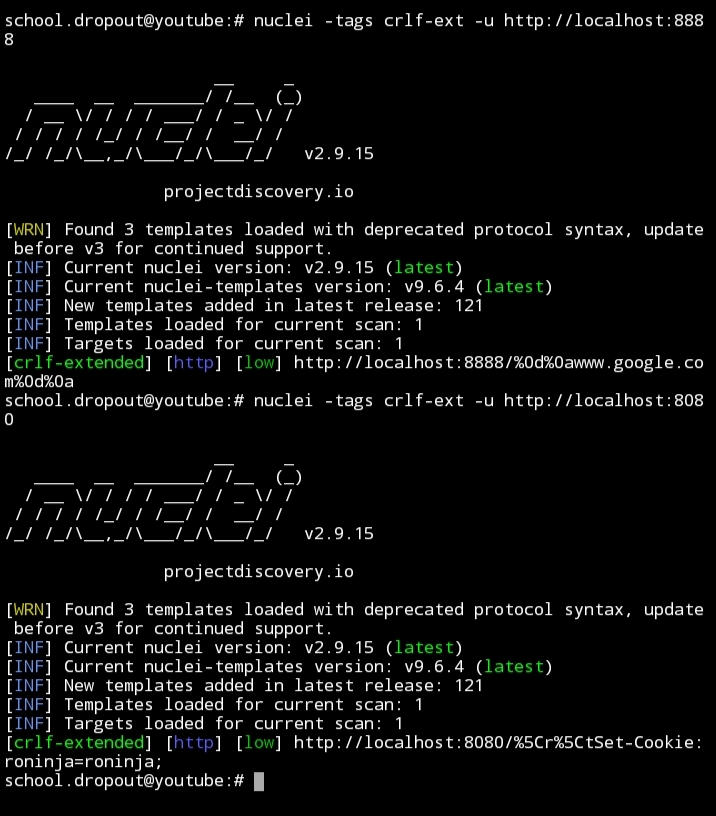 school.dropout@youtube:# nuclei -tags crlf-ext -u http://localhost:888
8
                     __     _
   ____  __  _______/ /__  (_)
  / __ \/ / / / ___/ / _ \/ /
 / / / / /_/ / /__/ /  __/ /
/_/ /_/\__,_/\___/_/\___/_/   v2.9.15
projectdiscovery.io
[WRN] Found 3 templates loaded with deprecated protocol syntax, update
 before v3 for continued support.
[INF] Current nuclei version: v2.9.15 (latest)
[INF] Current nuclei-templates version: v9.6.4 (latest)
[INF] New templates added in latest release: 121
[INF] Templates loaded for current scan: 1
[INF] Targets loaded for current scan: 1
[crlf-extended] [http] [low] http://localhost:8888/%0d%0awww.google.co
m%0d%0a
school.dropout@youtube:# nuclei -tags crlf-ext -u http://localhost:808
0
                     __     _
   ____  __  _______/ /__  (_)
  / __ \/ / / / ___/ / _ \/ /
 / / / / /_/ / /__/ /  __/ /
/_/ /_/\__,_/\___/_/\___/_/   v2.9.15
projectdiscovery.io
[WRN] Found 3 templates loaded with deprecated protocol syntax, update
 before v3 for continued support.
[INF] Current nuclei version: v2.9.15 (latest)
[INF] Current nuclei-templates version: v9.6.4 (latest)
[INF] New templates added in latest release: 121
[INF] Templates loaded for current scan: 1
[INF] Targets loaded for current scan: 1
[crlf-extended] [http] [low] http://localhost:8080/%5Cr%5CtSet-Cookie:
roninja=roninja;
school.dropout@youtube:#